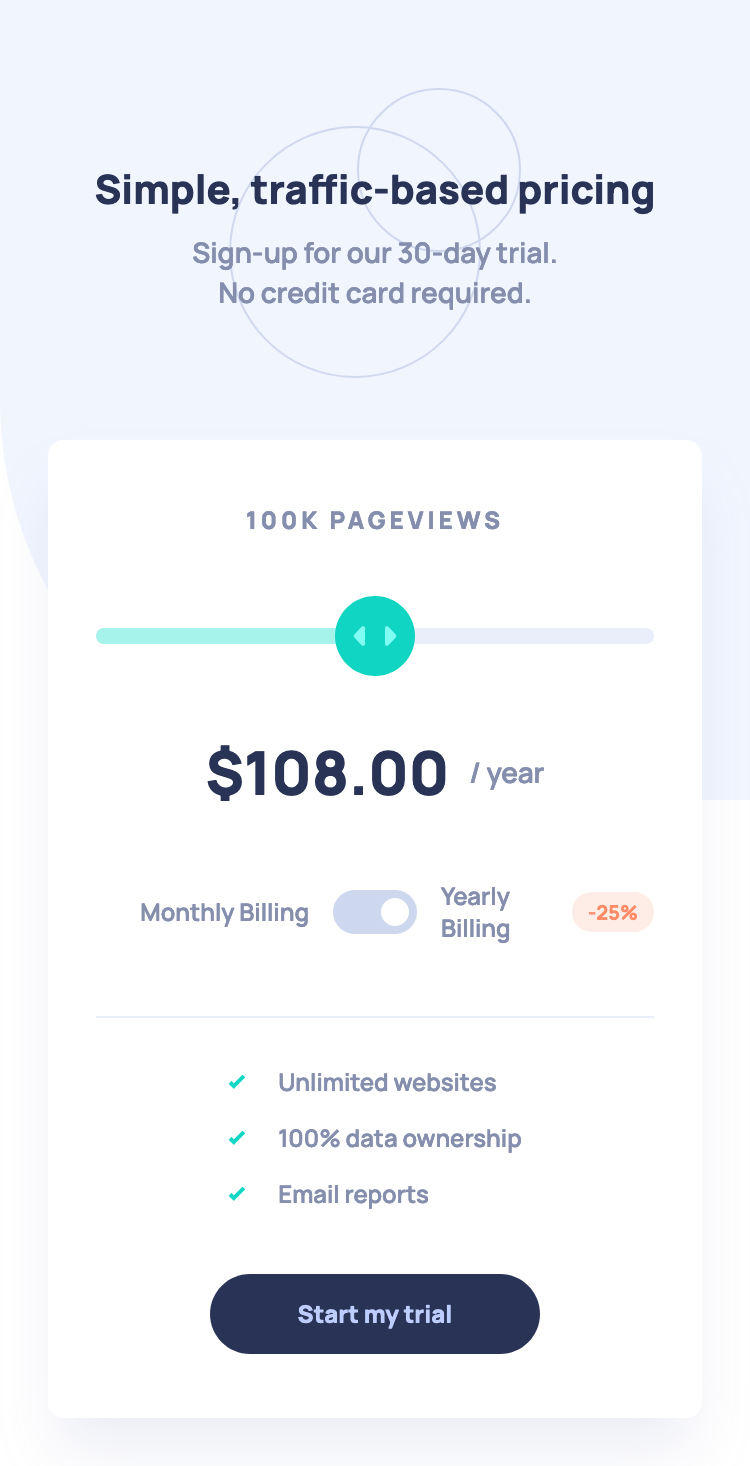 Simple, traffic-based pricing
Sign-up for our 30-day trial.
No credit card required.
100K PAGEVIEWS
$108.00 / year
Monthly Billing
Yearly
Billing
-25%
Unlimited websites
100% data ownership
Email reports
Start my trial